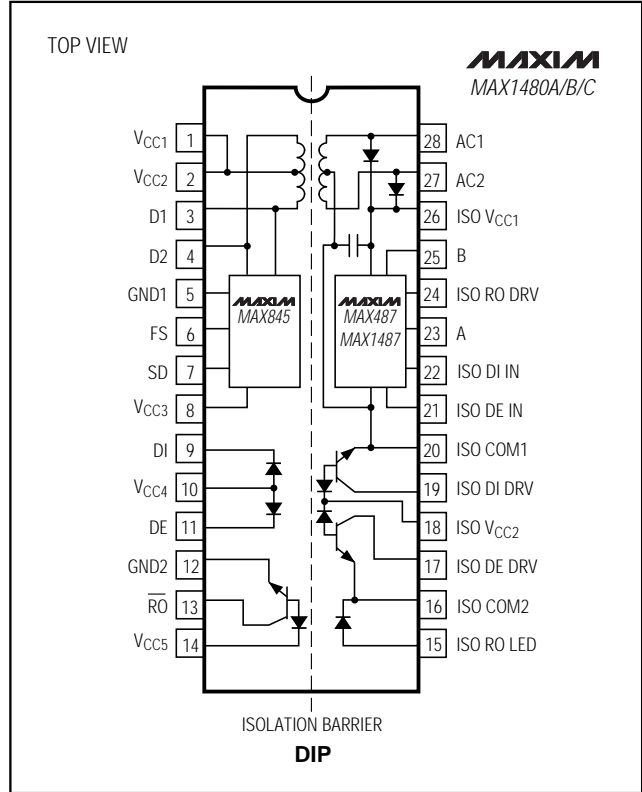 TOP VIEW
MAXIM
MAX1480A/B/C
VCC1 1
VCC2 2
D1 3
D2 4
GND1 5
FS 6
SD 7
VCC3 8
DI 9
VCC4 10
DE 11
GND2 12
R̅O̅ 13
VCC5 14
MAXIM
MAX845
MAXIM
MAX487
MAX1487
28 AC1
27 AC2
26 ISO VCC1
25 B
24 ISO RO DRV
23 A
22 ISO DI IN
21 ISO DE IN
20 ISO COM1
19 ISO DI DRV
18 ISO VCC2
17 ISO DE DRV
16 ISO COM2
15 ISO RO LED
ISOLATION BARRIER
DIP